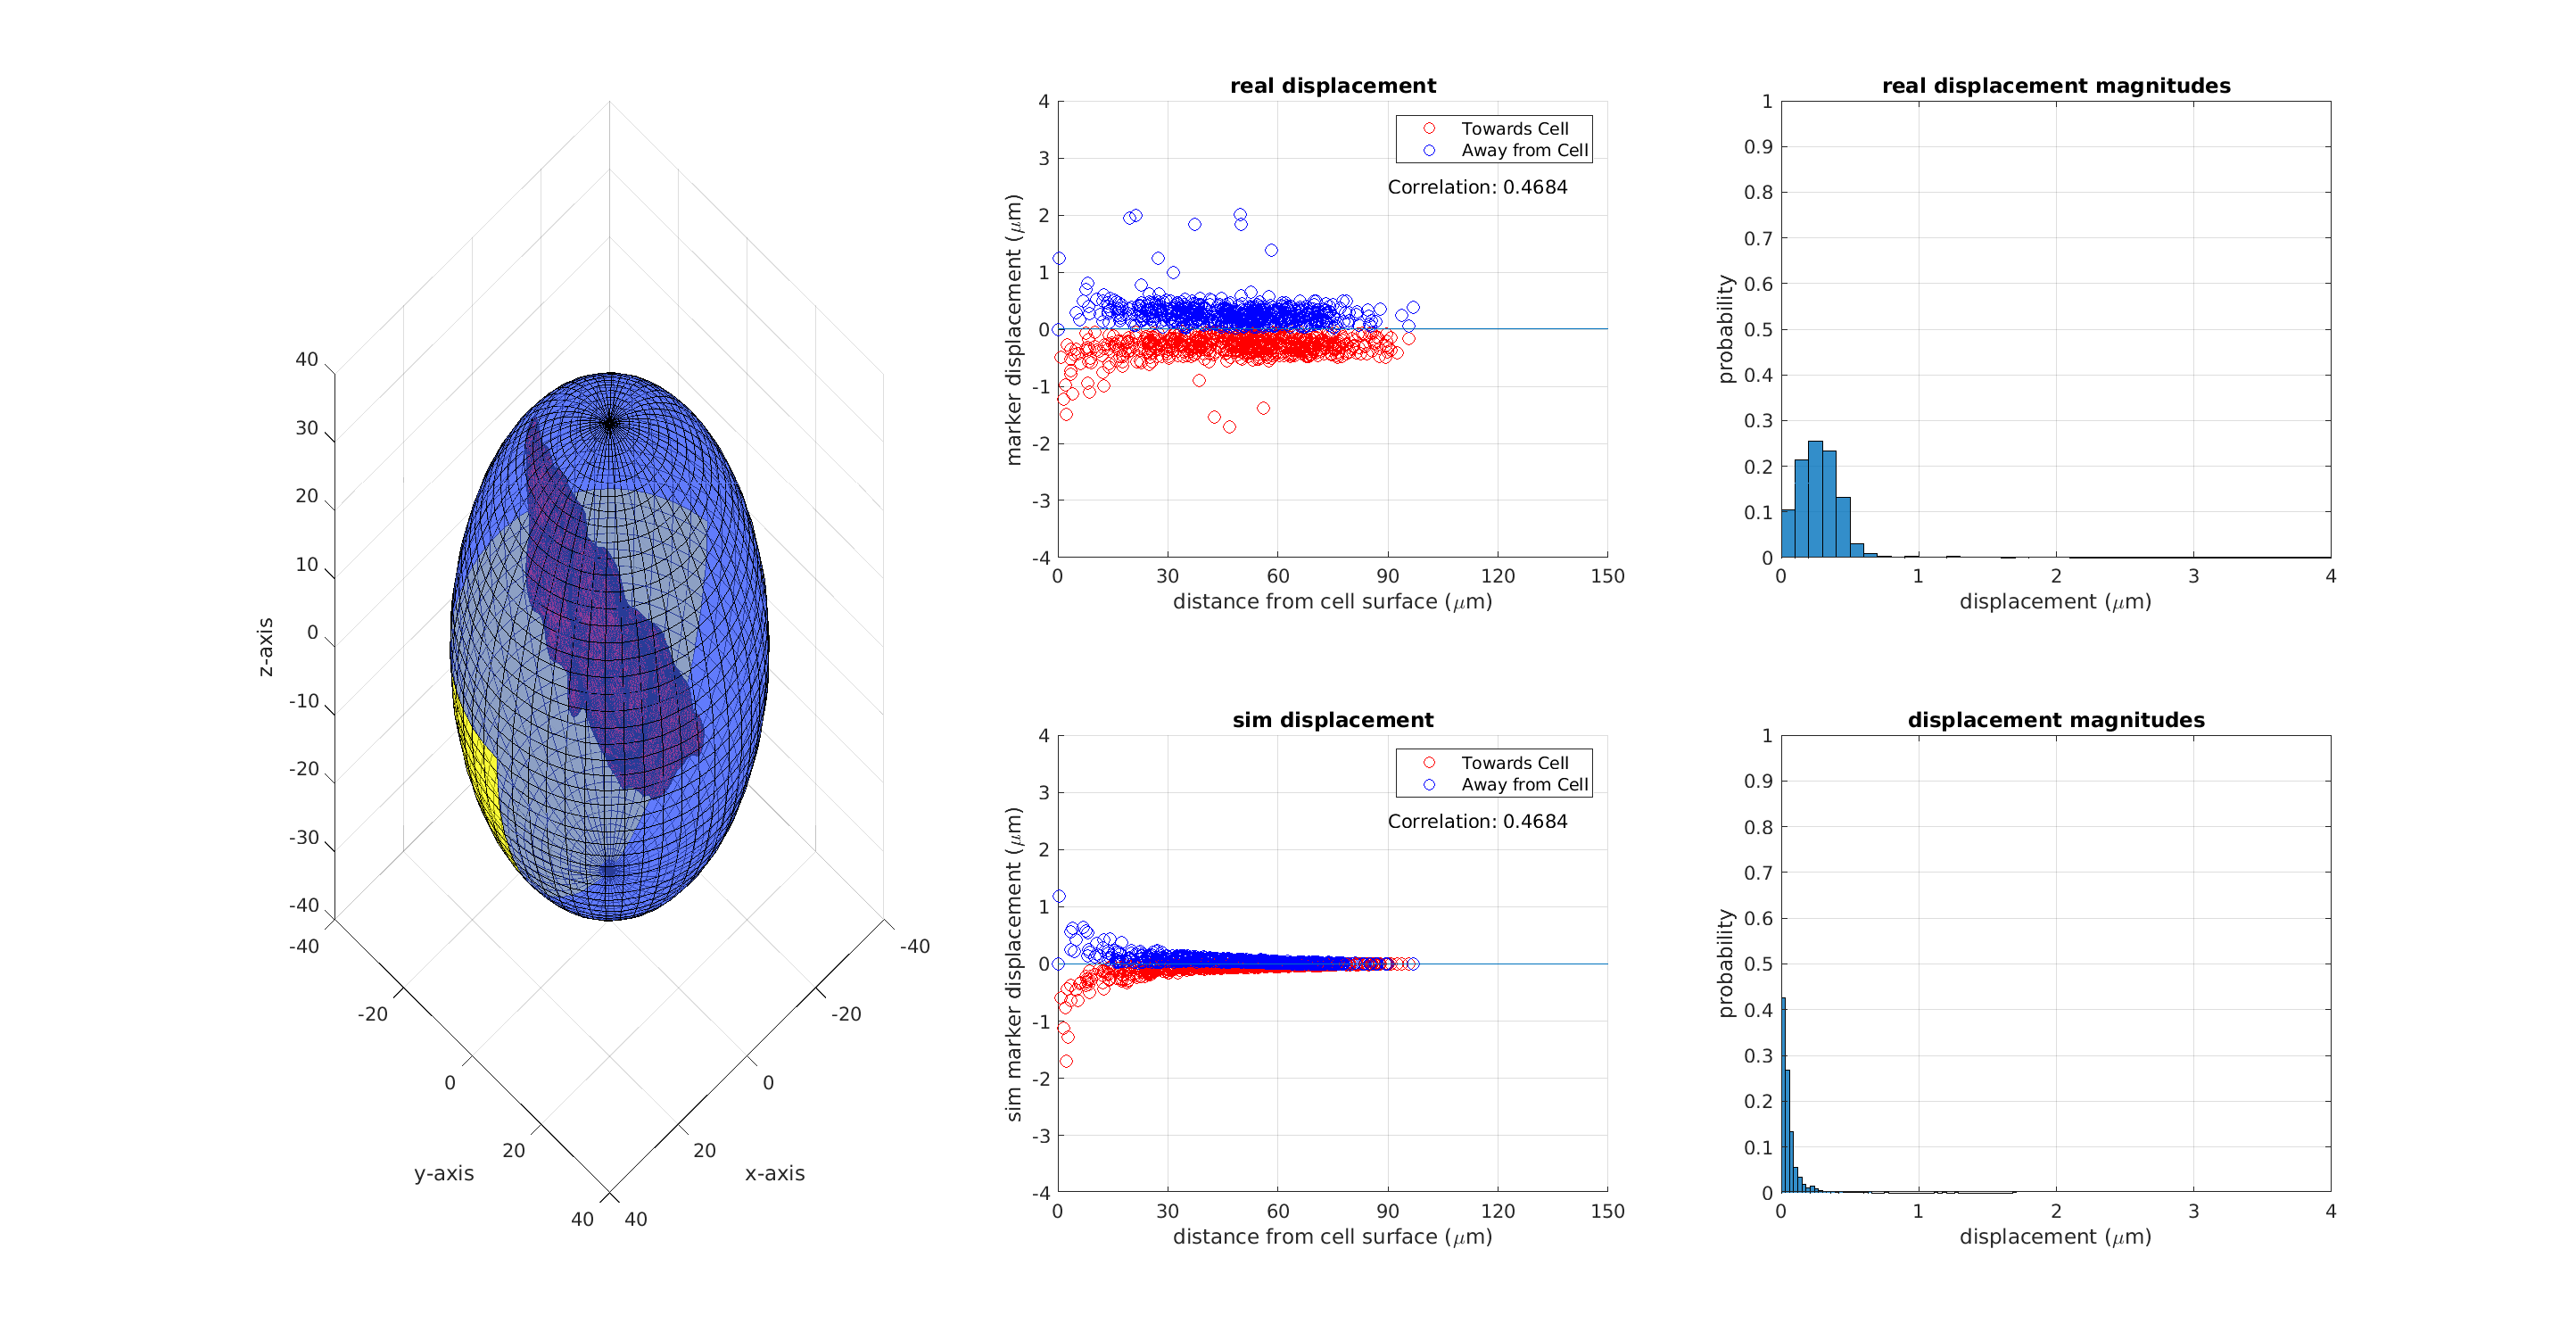 40
30
20
10
0
-10
-20
-30
-40
z-axis
-40
-20
0
20
40
y-axis
-40
-20
0
20
40
x-axis
real displacement
4
3
2
1
0
-1
-2
-3
-4
marker displacement (μm)
Towards Cell
Away from Cell
Correlation: 0.4684
0 30 60 90 120 150
distance from cell surface (μm)
real displacement magnitudes
1
0.9
0.8
0.7
0.6
0.5
0.4
0.3
0.2
0.1
0
probability
0 1 2 3 4
displacement (μm)
sim displacement
4
3
2
1
0
-1
-2
-3
-4
sim marker displacement (μm)
Towards Cell
Away from Cell
Correlation: 0.4684
0 30 60 90 120 150
distance from cell surface (μm)
displacement magnitudes
1
0.9
0.8
0.7
0.6
0.5
0.4
0.3
0.2
0.1
0
probability
0 1 2 3 4
displacement (μm)